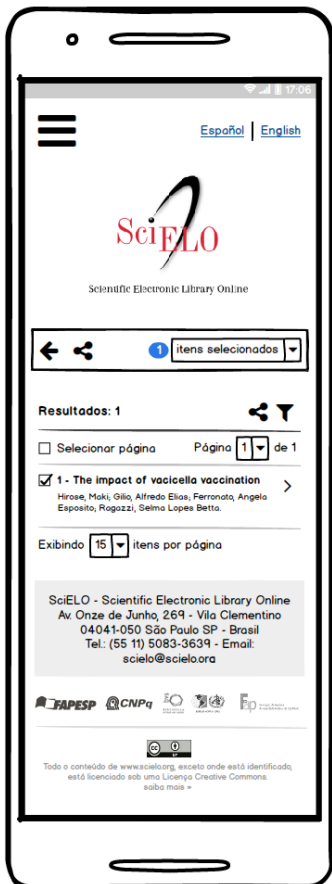 17:06
Español | English
SciELO
Scientific Electronic Library Online
1 itens selecionados
Resultados: 1
Selecionar página Página 1 de 1
1 - The impact of vacicella vaccination
Hirose, Maki; Gilio, Alfredo Elias; Ferronato, Angela
Esposito; Ragazzi, Selma Lopes Betta.
Exibindo 15 itens por página
SciELO - Scientific Electronic Library Online
Av. Onze de Junho, 269 - Vila Clementino
04041-050 São Paulo SP - Brasil
Tel.: (55 11) 5083-3639 - Email:
scielo@scielo.org
FAPESP CNPq
cc
BY
Todo o conteúdo de www.scielo.org, exceto onde está identificado,
está licenciado sob uma Licença Creative Commons.
saiba mais »